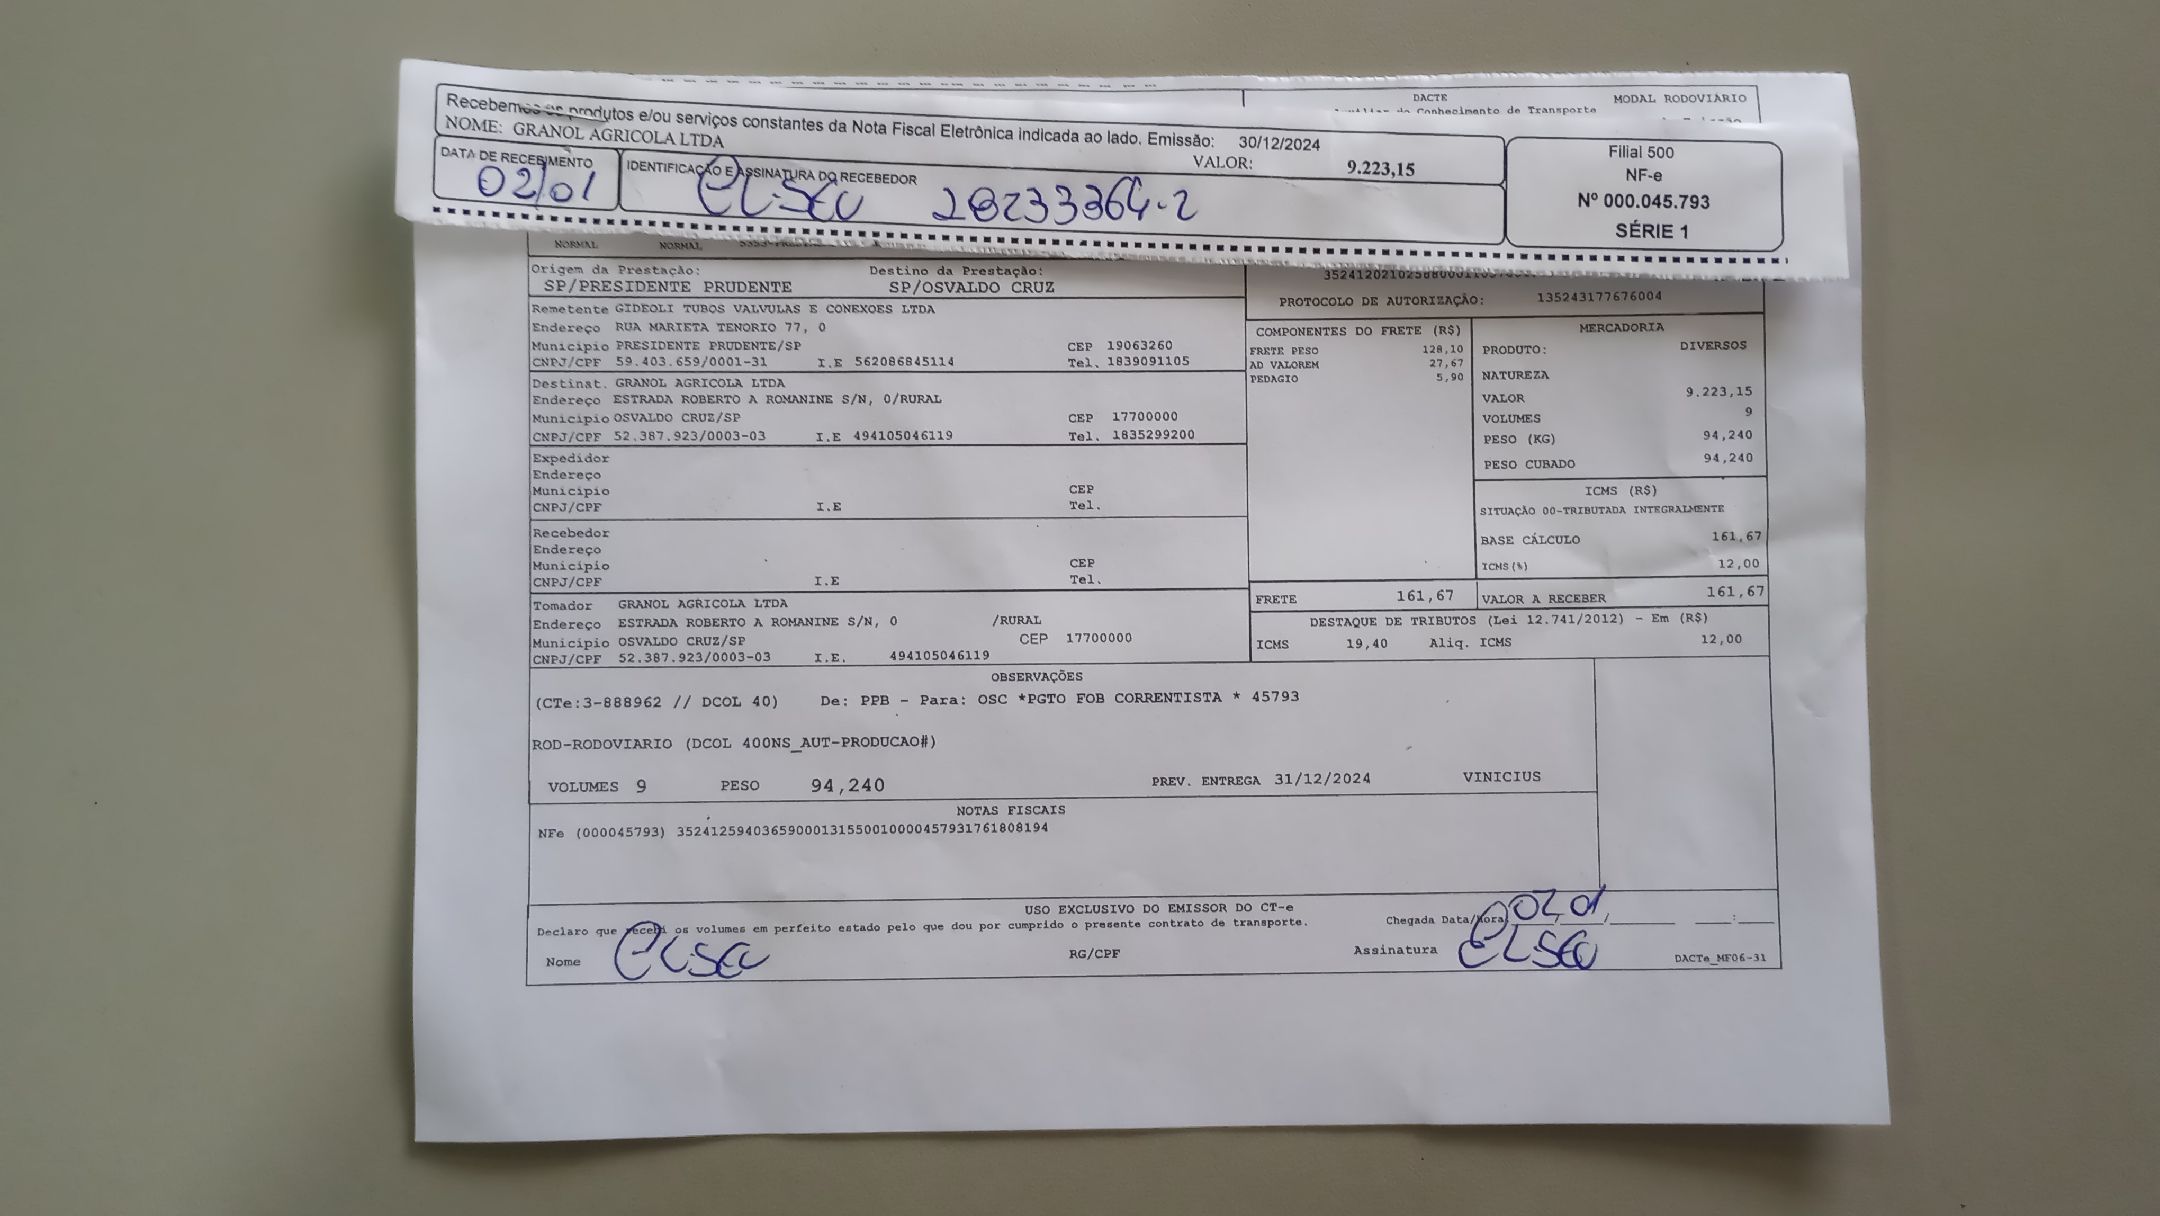 DACTE MODAL RODOVIÁRIO
Conhecimento de Transporte
Recebemos os produtos e/ou serviços constantes da Nota Fiscal Eletrônica indicada ao lado. Emissão: 30/12/2024
NOME: GRANOL AGRICOLA LTDA
VALOR: 9.223,15
DATA DE RECEBIMENTO
02/01
IDENTIFICAÇÃO E ASSINATURA DO RECEBEDOR
28233364-2
Filial 500
NF-e
Nº 000.045.793
SÉRIE 1
NORMAL NORMAL
Origem da Prestação: Destino da Prestação:
SP/PRESIDENTE PRUDENTE SP/OSVALDO CRUZ
PROTOCOLO DE AUTORIZAÇÃO: 135243177676004
Remetente GIDEOLI TUBOS VALVULAS E CONEXOES LTDA
Endereço RUA MARIETA TENORIO 77, 0
Município PRESIDENTE PRUDENTE/SP CEP 19063260
CNPJ/CPF 59.403.659/0001-31 I.E 562086845114 Tel. 1839091105
Destinat. GRANOL AGRICOLA LTDA
Endereço ESTRADA ROBERTO A ROMANINE S/N, 0/RURAL
Município OSVALDO CRUZ/SP CEP 17700000
CNPJ/CPF 52.387.923/0003-03 I.E 494105046119 Tel. 1835299200
Expedidor
Endereço
Município CEP
CNPJ/CPF I.E Tel.
Recebedor
Endereço
Município CEP
CNPJ/CPF I.E Tel.
Tomador GRANOL AGRICOLA LTDA
Endereço ESTRADA ROBERTO A ROMANINE S/N, 0 /RURAL
Município OSVALDO CRUZ/SP CEP 17700000
CNPJ/CPF 52.387.923/0003-03 I.E. 494105046119
COMPONENTES DO FRETE (R$)
FRETE PESO 128,10
AD VALOREM 27,67
PEDAGIO 5,90
MERCADORIA
PRODUTO: DIVERSOS
NATUREZA
VALOR 9.223,15
VOLUMES 9
PESO (KG) 94,240
PESO CUBADO 94,240
ICMS (R$)
SITUAÇÃO 00-TRIBUTADA INTEGRALMENTE
BASE CÁLCULO 161,67
ICMS(%) 12,00
FRETE 161,67 VALOR A RECEBER 161,67
DESTAQUE DE TRIBUTOS (Lei 12.741/2012) - Em (R$)
ICMS 19,40 Aliq. ICMS 12,00
OBSERVAÇÕES
(CTe:3-888962 // DCOL 40) De: PPB - Para: OSC *PGTO FOB CORRENTISTA * 45793
ROD-RODOVIARIO (DCOL 400NS_AUT-PRODUCAO#)
VOLUMES 9 PESO 94,240 PREV. ENTREGA 31/12/2024 VINICIUS
NOTAS FISCAIS
NFe (000045793) 35241259403659000131550010000457931761808194
USO EXCLUSIVO DO EMISSOR DO CT-e
Declaro que recebi os volumes em perfeito estado pelo que dou por cumprido o presente contrato de transporte.
Chegada Data/Hora 02,01
Nome
RG/CPF
Assinatura
DACTe_MF06-31